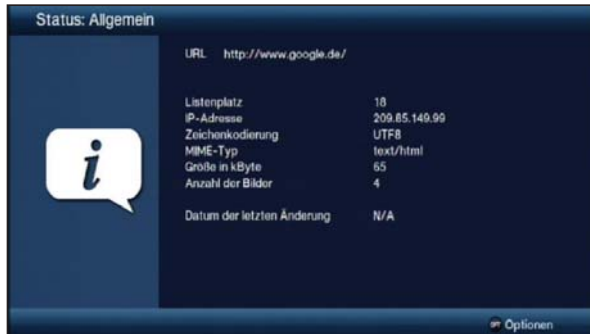 Status: Allgemein
URL http://www.google.de/
Listenplatz 18
IP-Adresse 209.85.149.99
Zeichenkodierung UTF8
MIME-Typ text/html
Größe in kByte 65
Anzahl der Bilder 4
Datum der letzten Änderung N/A
Optionen